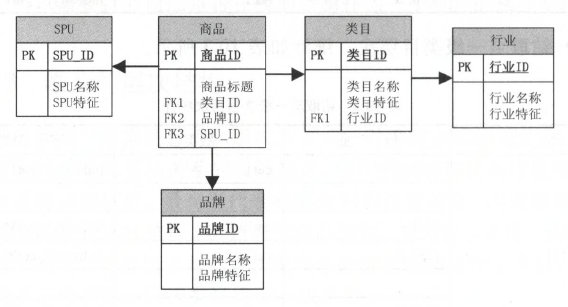 SPU
PK SPU_ID
SPU名称
SPU特征
商品
PK 商品ID
商品标题
FK1 类目ID
FK2 品牌ID
FK3 SPU_ID
类目
PK 类目ID
类目名称
类目特征
FK1 行业ID
行业
PK 行业ID
行业名称
行业特征
品牌
PK 品牌ID
品牌名称
品牌特征